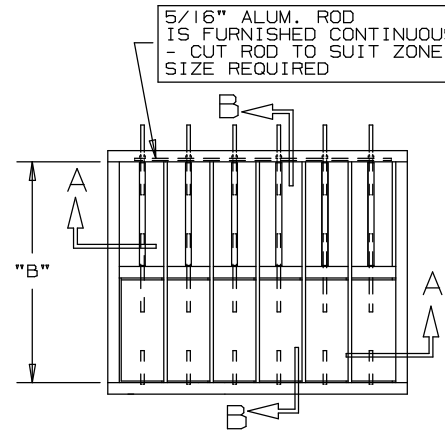 5/16" ALUM. ROD
IS FURNISHED CONTINUOUS
- CUT ROD TO SUIT ZONE
SIZE REQUIRED
B
A
"B"
A
B